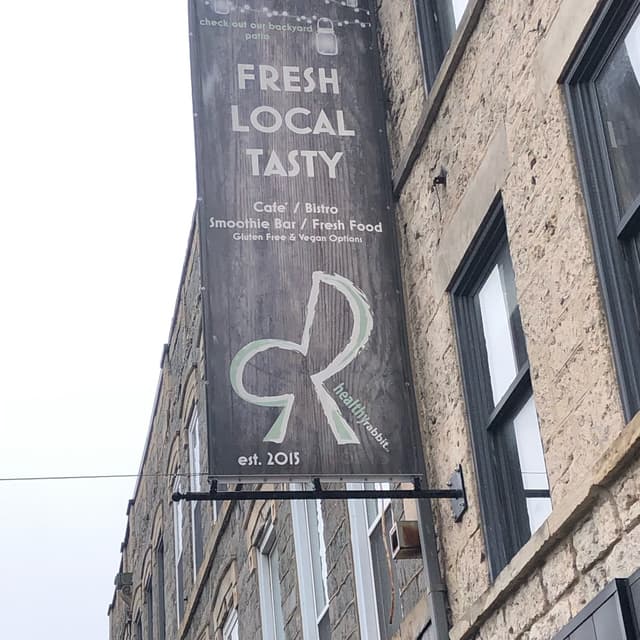 check out our backyard
patio
FRESH
LOCAL
TASTY
Cafe´ / Bistro
Smoothie Bar / Fresh Food
Gluten Free & Vegan Options
healthyrabbit..
est. 2015